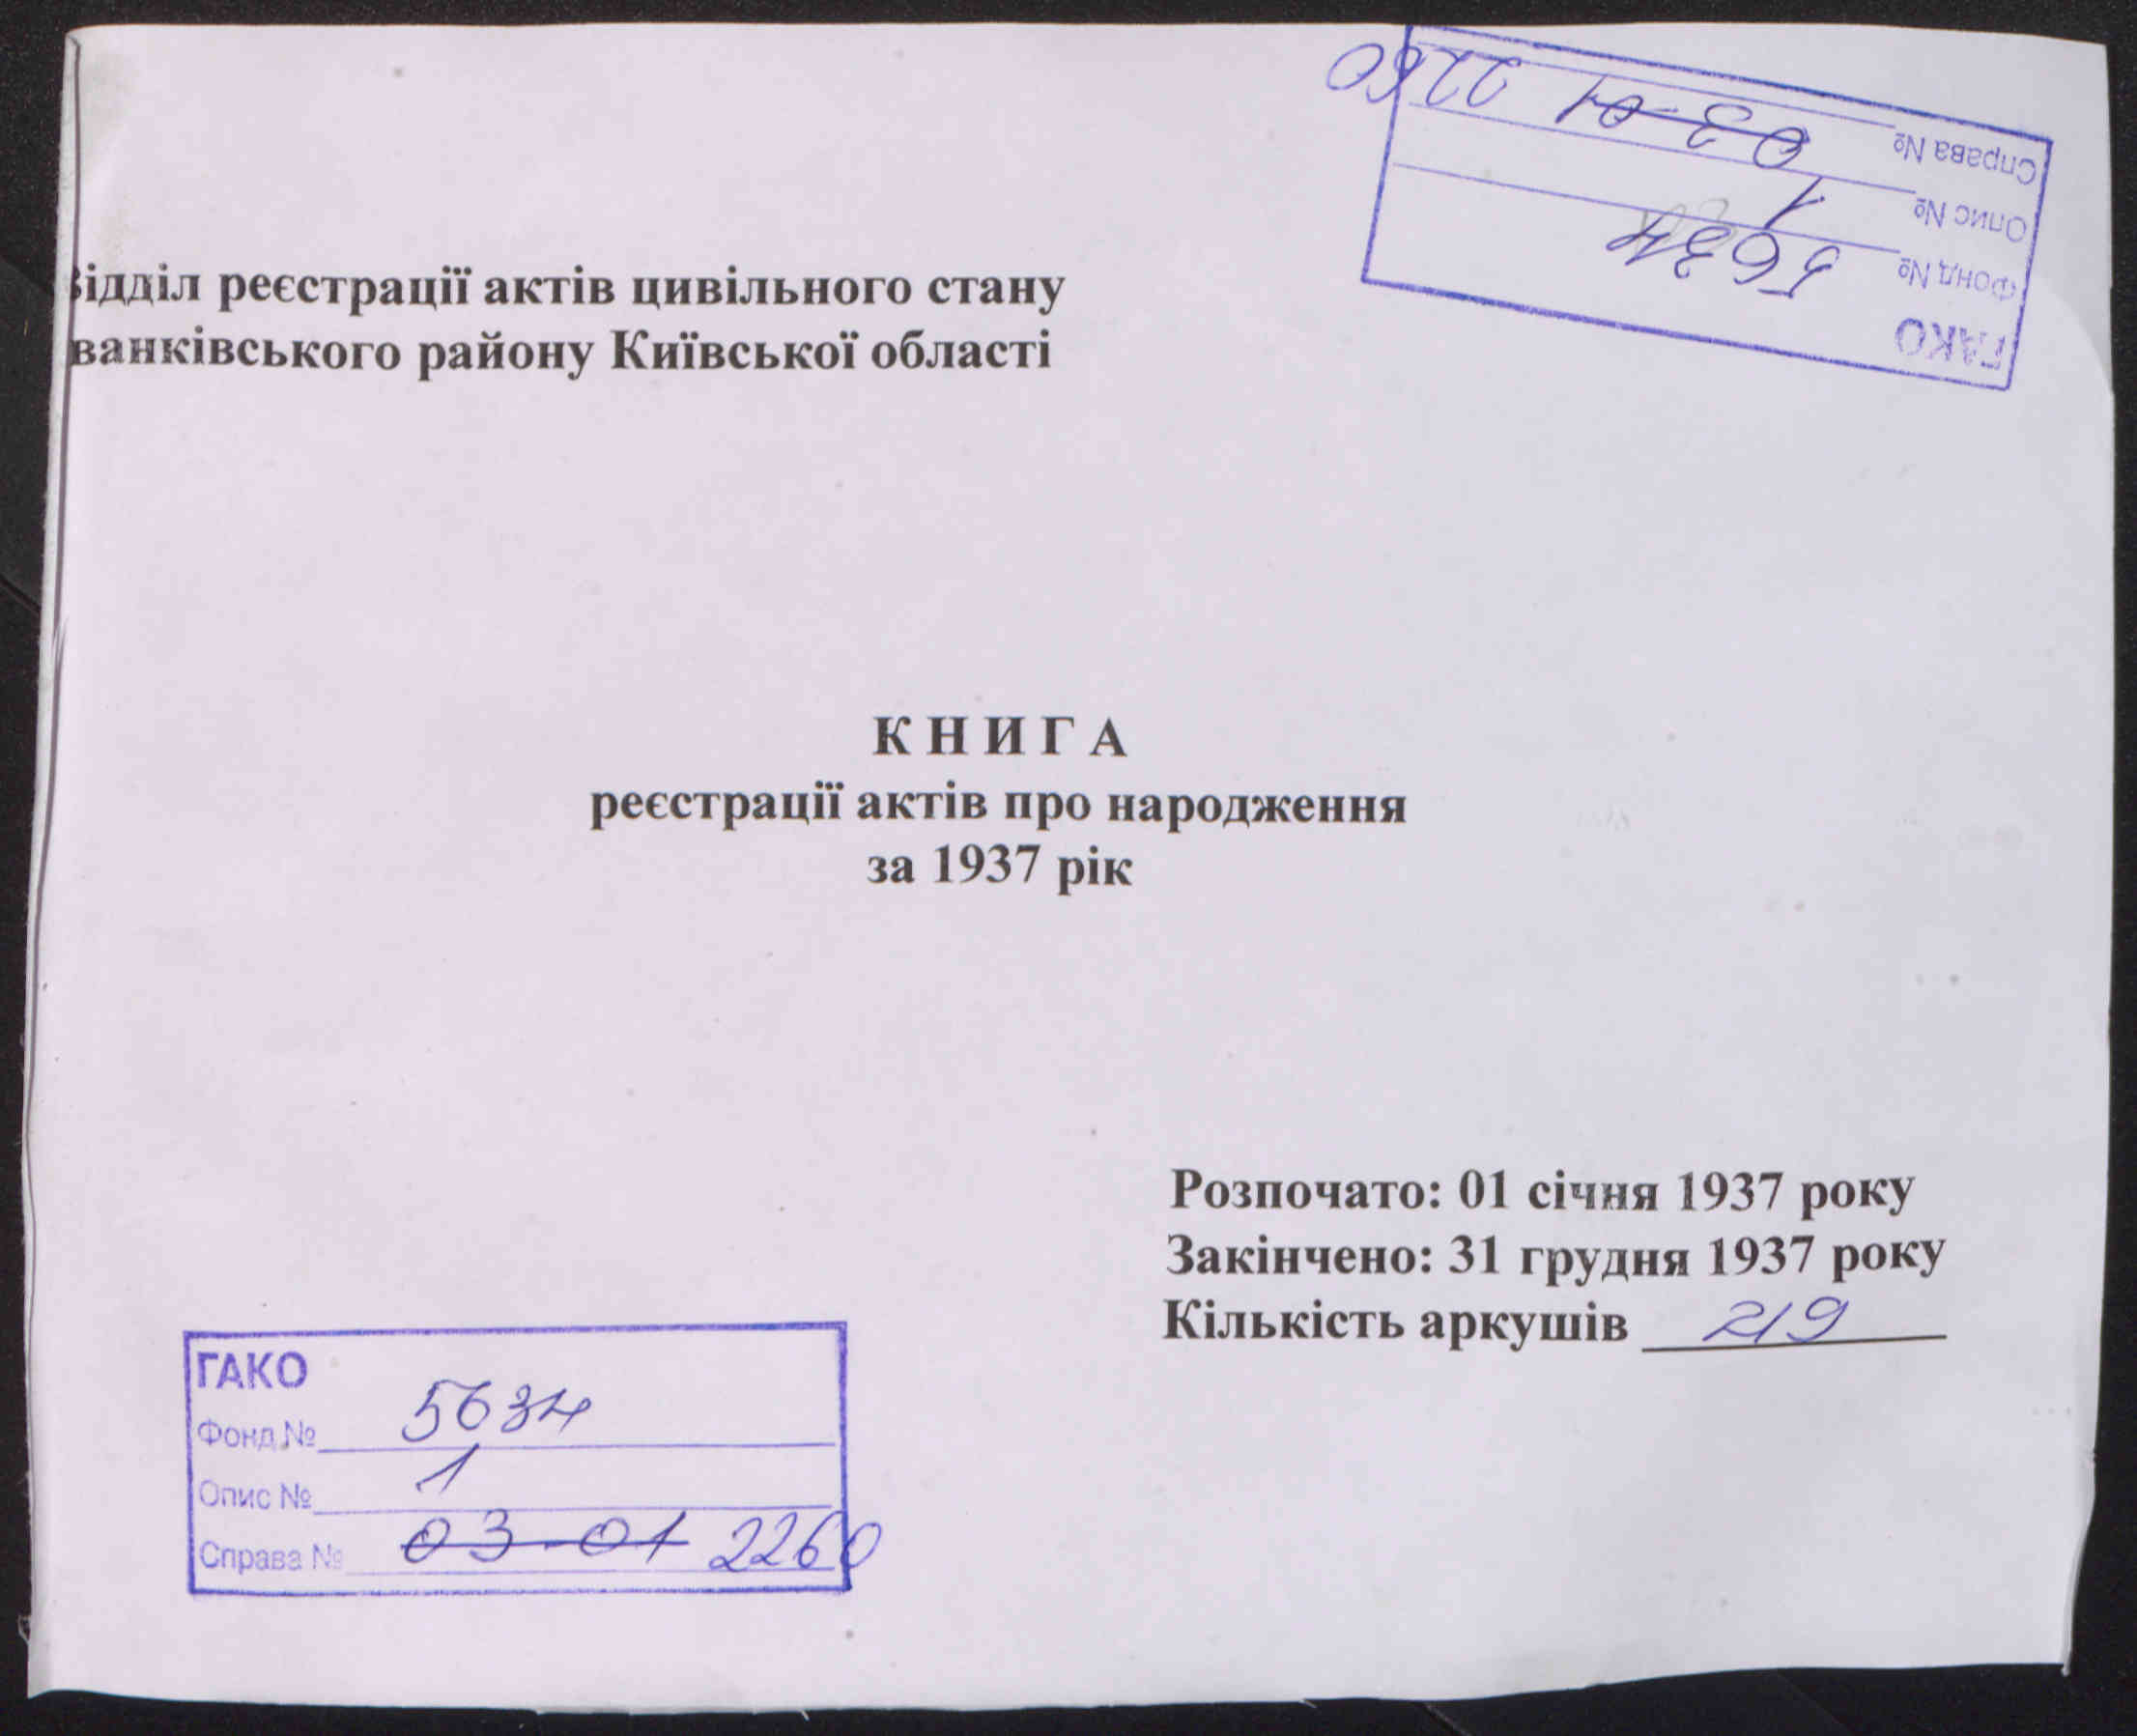 ГАКО
Фонд № 5634
Опис № 1
Справа № 03-01 2260
ідділ реєстрації актів цивільного стану
ванківського району Київської області
К Н И Г А
реєстрації актів про народження
за 1937 рік
Розпочато: 01 січня 1937 року
Закінчено: 31 грудня 1937 року
Кількість аркушів 219
ГАКО
Фонд № 5634
Опис № 1
Справа № 03-01 2260